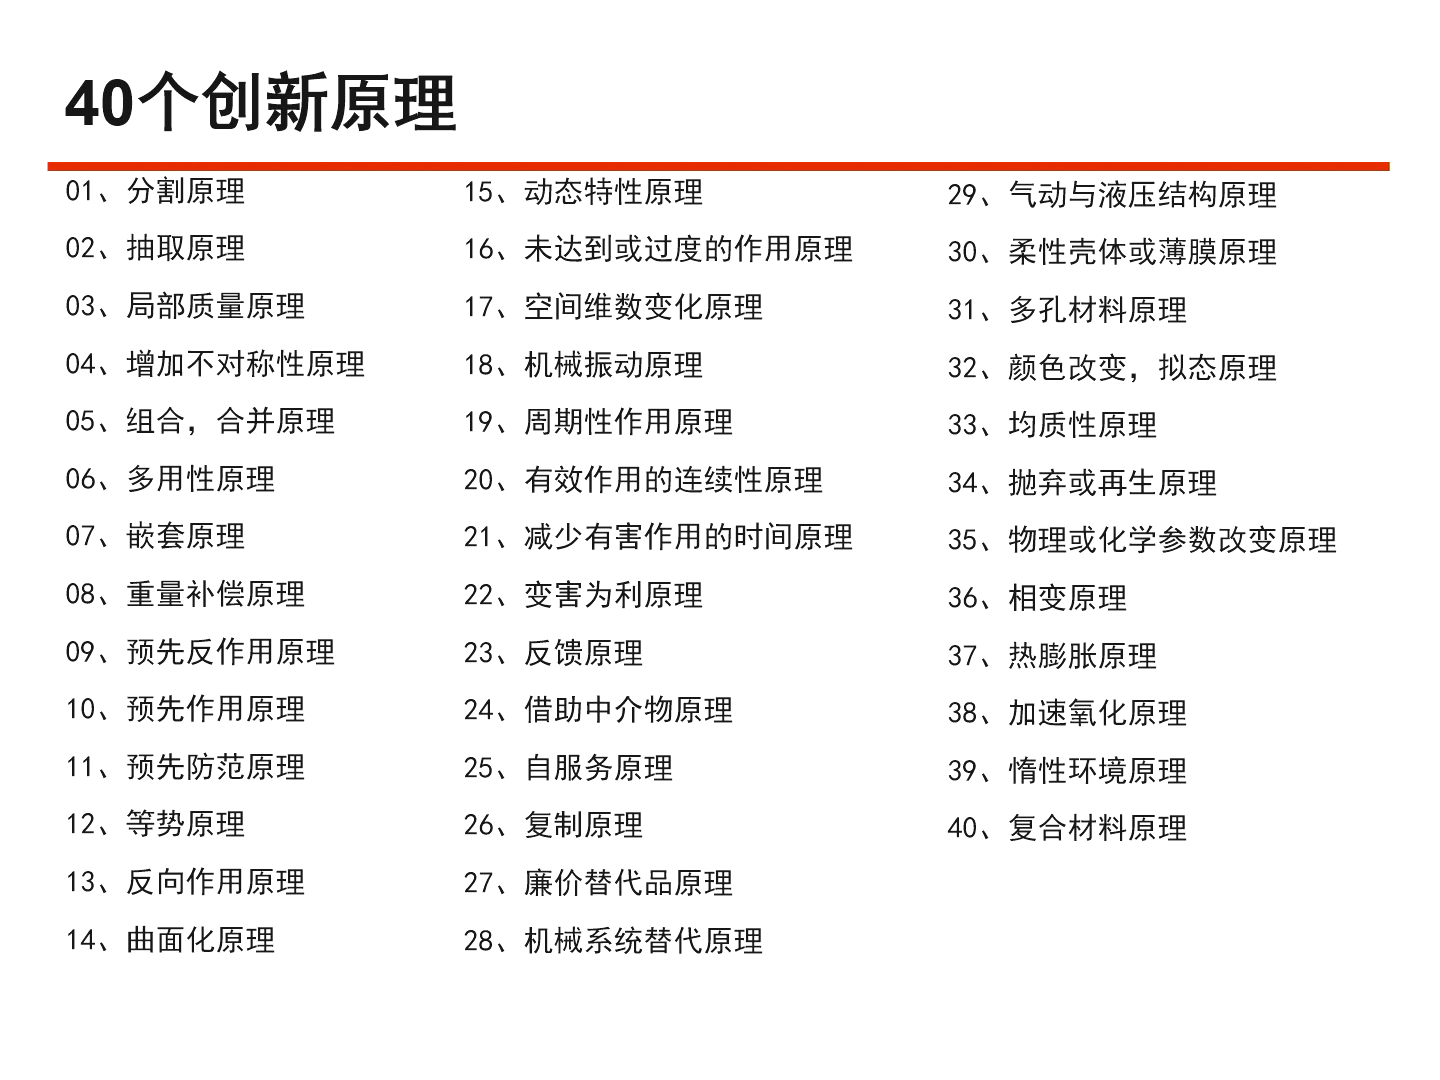 40个创新原理
01、分割原理
02、抽取原理
03、局部质量原理
04、增加不对称性原理
05、组合，合并原理
06、多用性原理
07、嵌套原理
08、重量补偿原理
09、预先反作用原理
10、预先作用原理
11、预先防范原理
12、等势原理
13、反向作用原理
14、曲面化原理
15、动态特性原理
16、未达到或过度的作用原理
17、空间维数变化原理
18、机械振动原理
19、周期性作用原理
20、有效作用的连续性原理
21、减少有害作用的时间原理
22、变害为利原理
23、反馈原理
24、借助中介物原理
25、自服务原理
26、复制原理
27、廉价替代品原理
28、机械系统替代原理
29、气动与液压结构原理
30、柔性壳体或薄膜原理
31、多孔材料原理
32、颜色改变，拟态原理
33、均质性原理
34、抛弃或再生原理
35、物理或化学参数改变原理
36、相变原理
37、热膨胀原理
38、加速氧化原理
39、惰性环境原理
40、复合材料原理